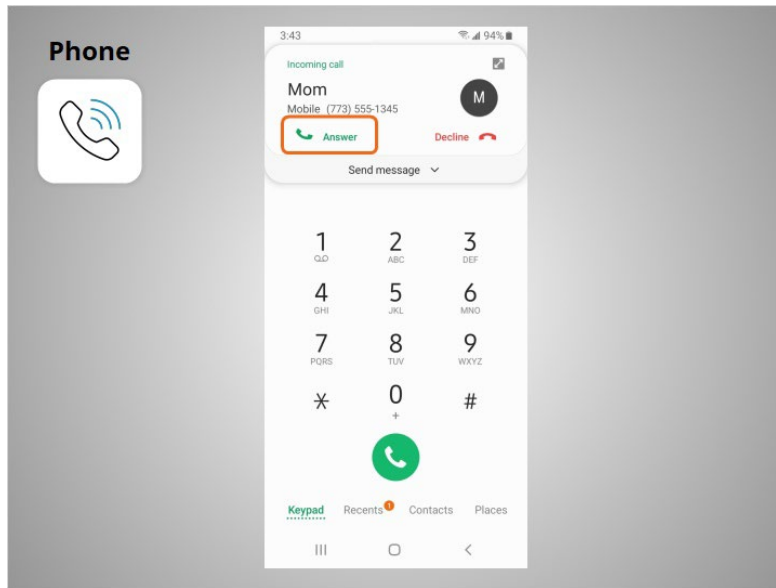 Phone
3:43 94%
Incoming call
Mom
M
Mobile (773) 555-1345
Answer Decline
Send message
1 2 3
ABC DEF
4 5 6
GHI JKL MNO
7 8 9
PQRS TUV WXYZ
* 0 #
+
Keypad Recents 1 Contacts Places